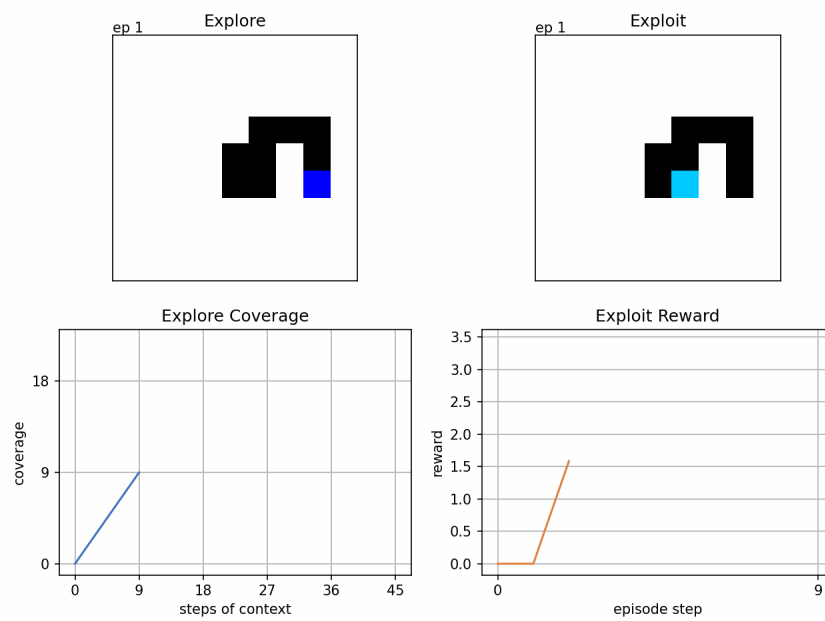 Explore
ep 1
Exploit
ep 1
Explore Coverage
coverage
18
9
0
0 9 18 27 36 45
steps of context
Exploit Reward
reward
3.5
3.0
2.5
2.0
1.5
1.0
0.5
0.0
0 9
episode step